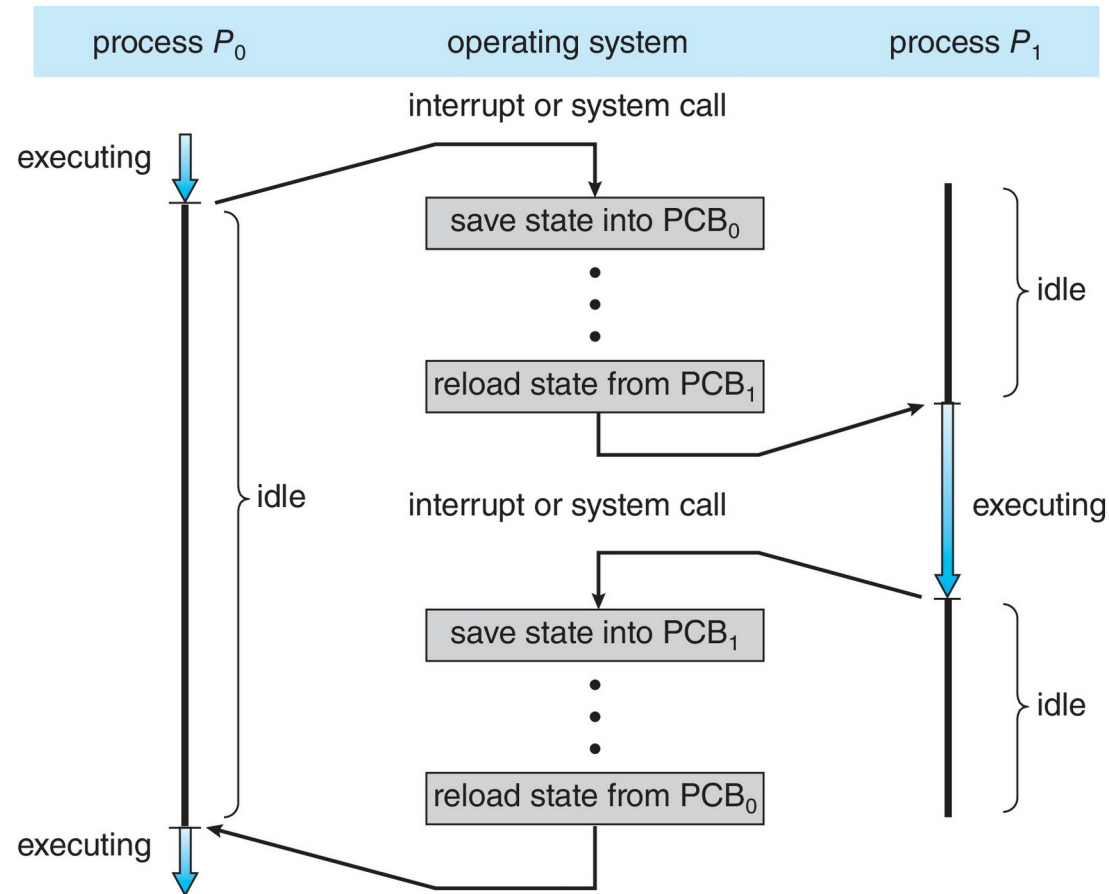 process P₀
operating system
process P₁
interrupt or system call
executing
save state into PCB₀
idle
reload state from PCB₁
idle
interrupt or system call
executing
save state into PCB₁
idle
reload state from PCB₀
executing